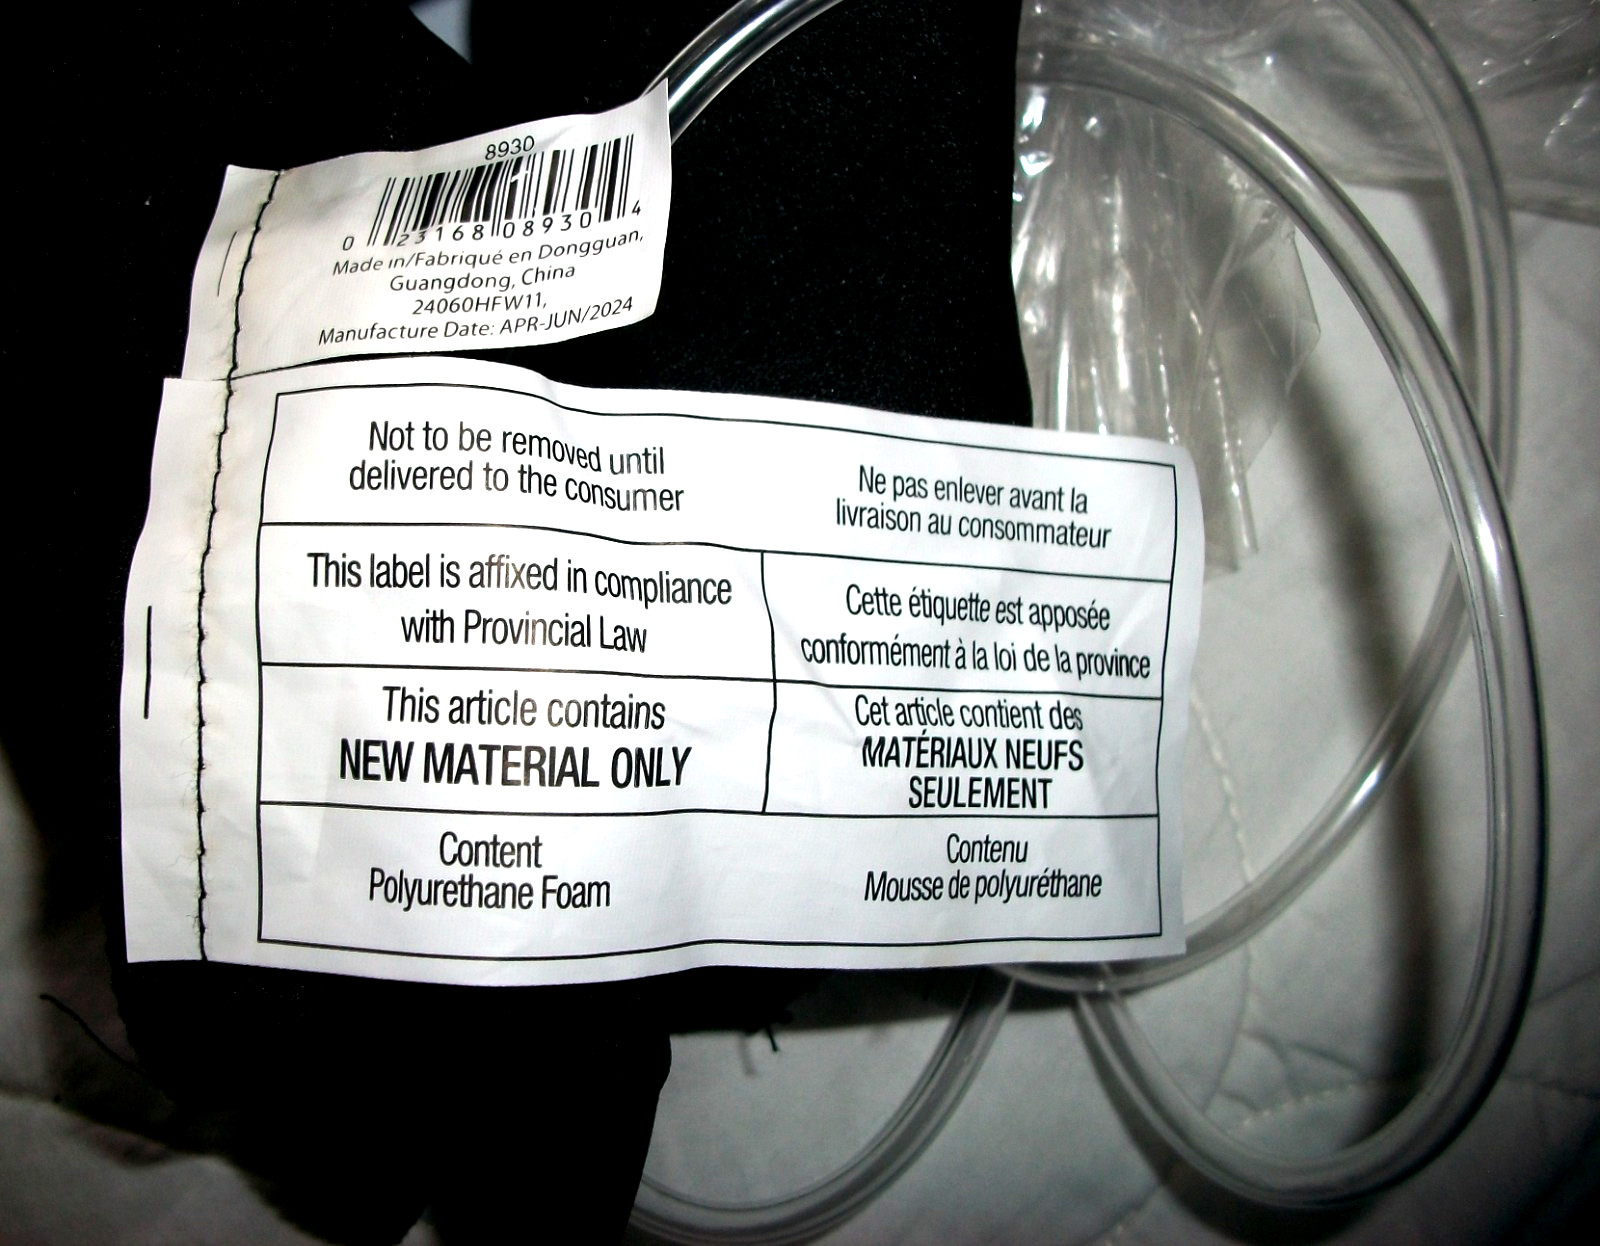 8930
0 23168 08930 4
Made in/Fabriqué en Dongguan,
Guangdong, China
24060HFW11,
Manufacture Date: APR-JUN/2024
Not to be removed until
delivered to the consumer
Ne pas enlever avant la
livraison au consommateur
This label is affixed in compliance
with Provincial Law
Cette étiquette est apposée
conformément à la loi de la province
This article contains
NEW MATERIAL ONLY
Cet article contient des
MATÉRIAUX NEUFS
SEULEMENT
Content
Polyurethane Foam
Contenu
Mousse de polyuréthane